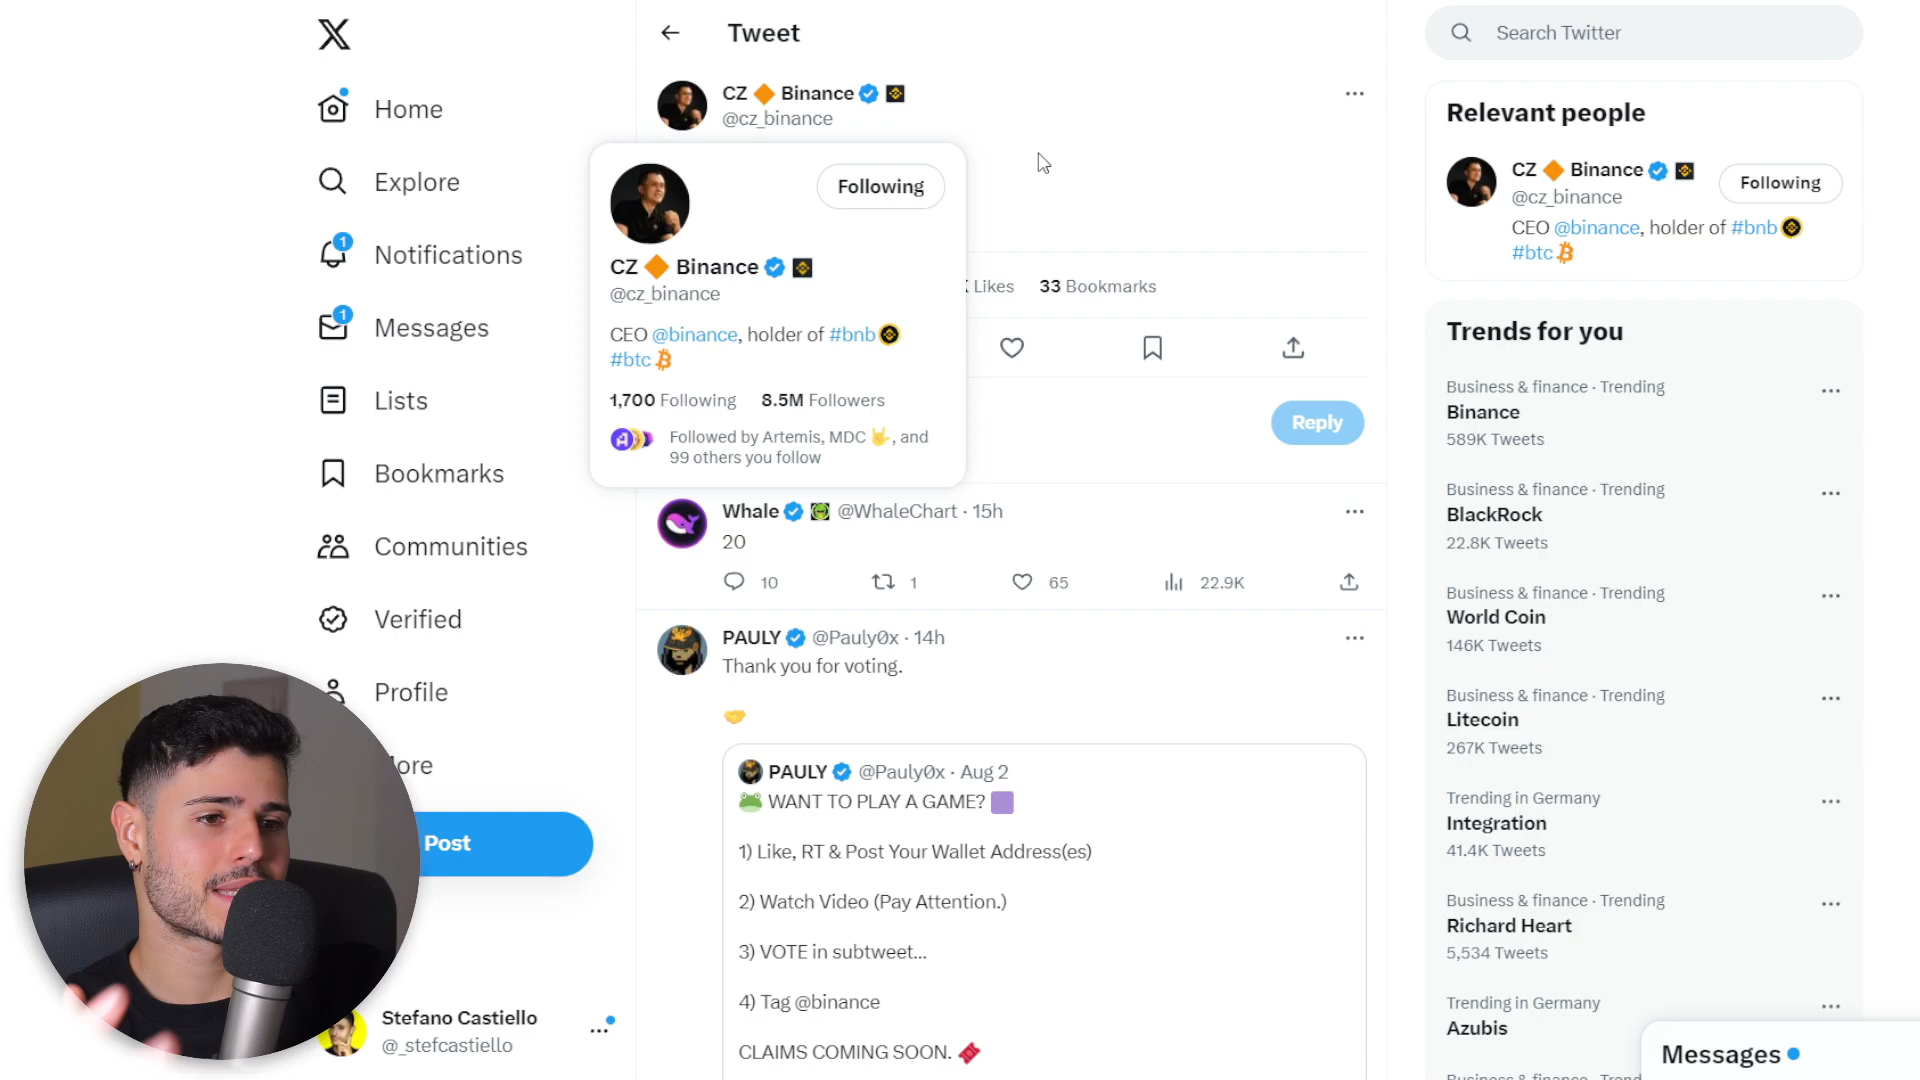 Home
Explore
1
Notifications
1
Messages
Lists
Bookmarks
Communities
Verified
Profile
Post
Stefano Castiello
@_stefcastiello
Tweet
CZ 🔶 Binance
@cz_binance
Following
CZ 🔶 Binance
@cz_binance
CEO @binance, holder of #bnb
#btc
1,700 Following 8.5M Followers
Followed by Artemis, MDC 🤘, and
99 others you follow
Likes 33 Bookmarks
Reply
Whale @WhaleChart · 15h
20
10 1 65 22.9K
PAULY @Pauly0x · 14h
Thank you for voting.
🤝
PAULY @Pauly0x · Aug 2
🐸 WANT TO PLAY A GAME? 🟪
1) Like, RT & Post Your Wallet Address(es)
2) Watch Video (Pay Attention.)
3) VOTE in subtweet...
4) Tag @binance
CLAIMS COMING SOON. 🎟️
Search Twitter
Relevant people
CZ 🔶 Binance
@cz_binance
Following
CEO @binance, holder of #bnb
#btc
Trends for you
Business & finance · Trending
Binance
589K Tweets
Business & finance · Trending
BlackRock
22.8K Tweets
Business & finance · Trending
World Coin
146K Tweets
Business & finance · Trending
Litecoin
267K Tweets
Trending in Germany
Integration
41.4K Tweets
Business & finance · Trending
Richard Heart
5,534 Tweets
Trending in Germany
Azubis
Messages